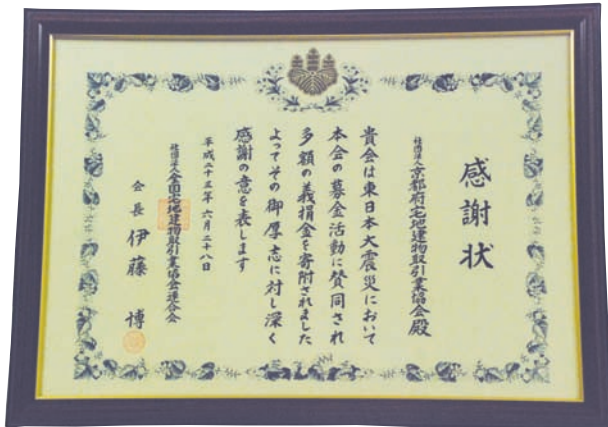 感謝状
社団法人京都府宅地建物取引業協会殿
貴会は東日本大震災において
本会の募金活動に賛同され
多額の義捐金を寄附されました
よってその御厚志に対し深く
感謝の意を表します
平成二十三年六月二十八日
社団法人全国宅地建物取引業協会連合会
会長 伊藤 博